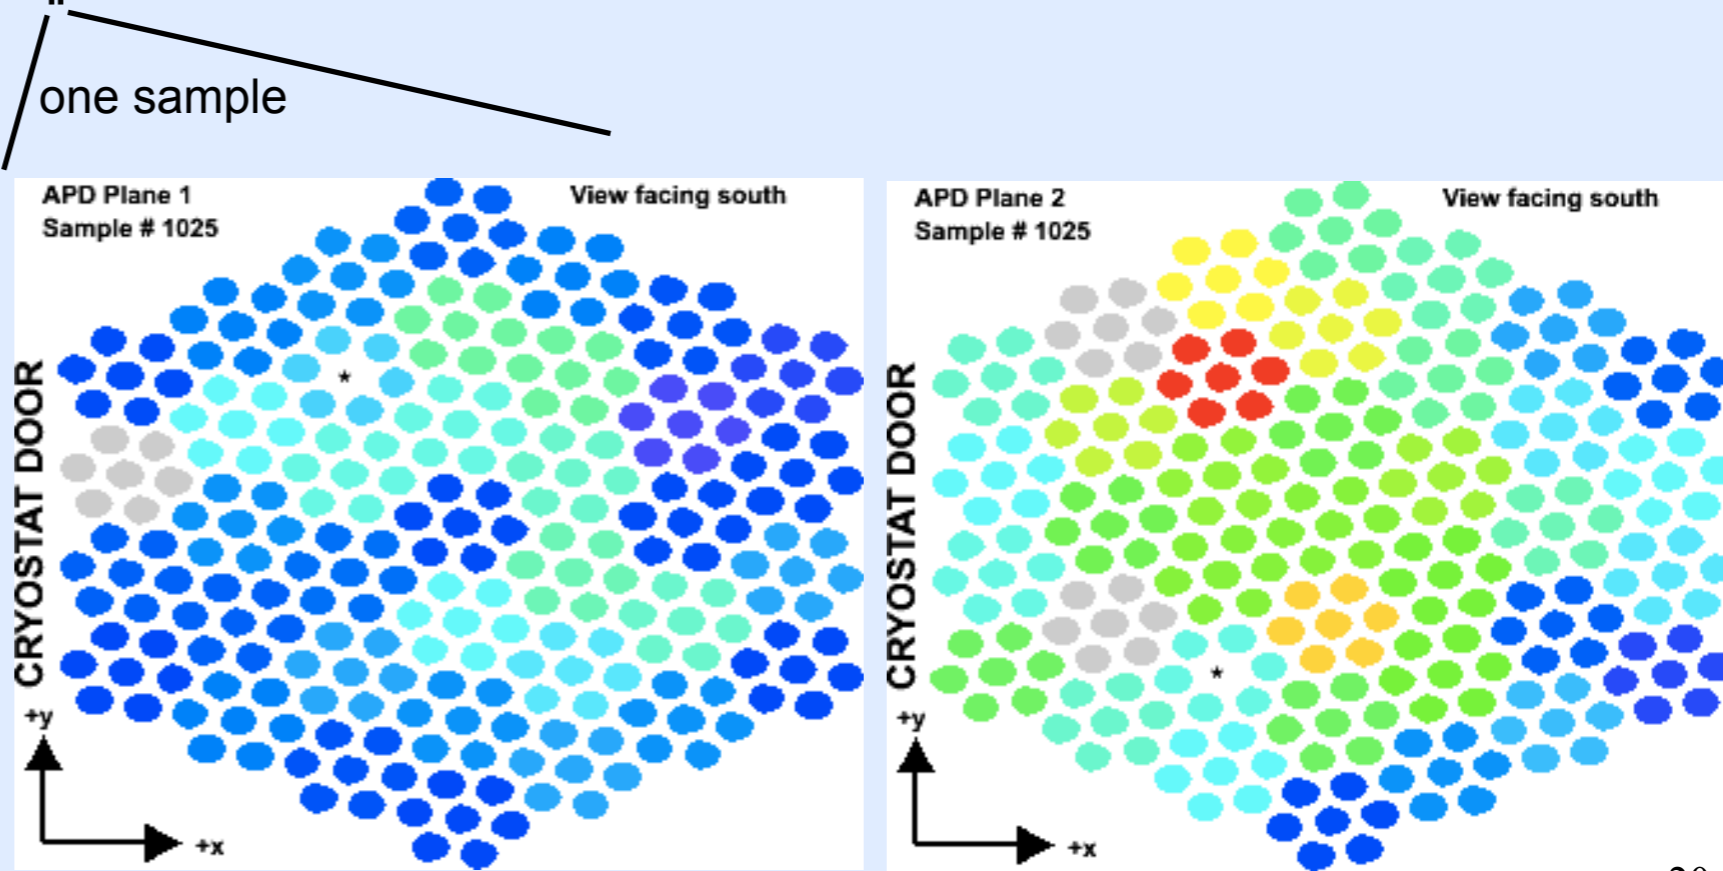 one sample
APD Plane 1
Sample # 1025
View facing south
CRYOSTAT DOOR
+y
+x
*
APD Plane 2
Sample # 1025
View facing south
CRYOSTAT DOOR
+y
+x
*